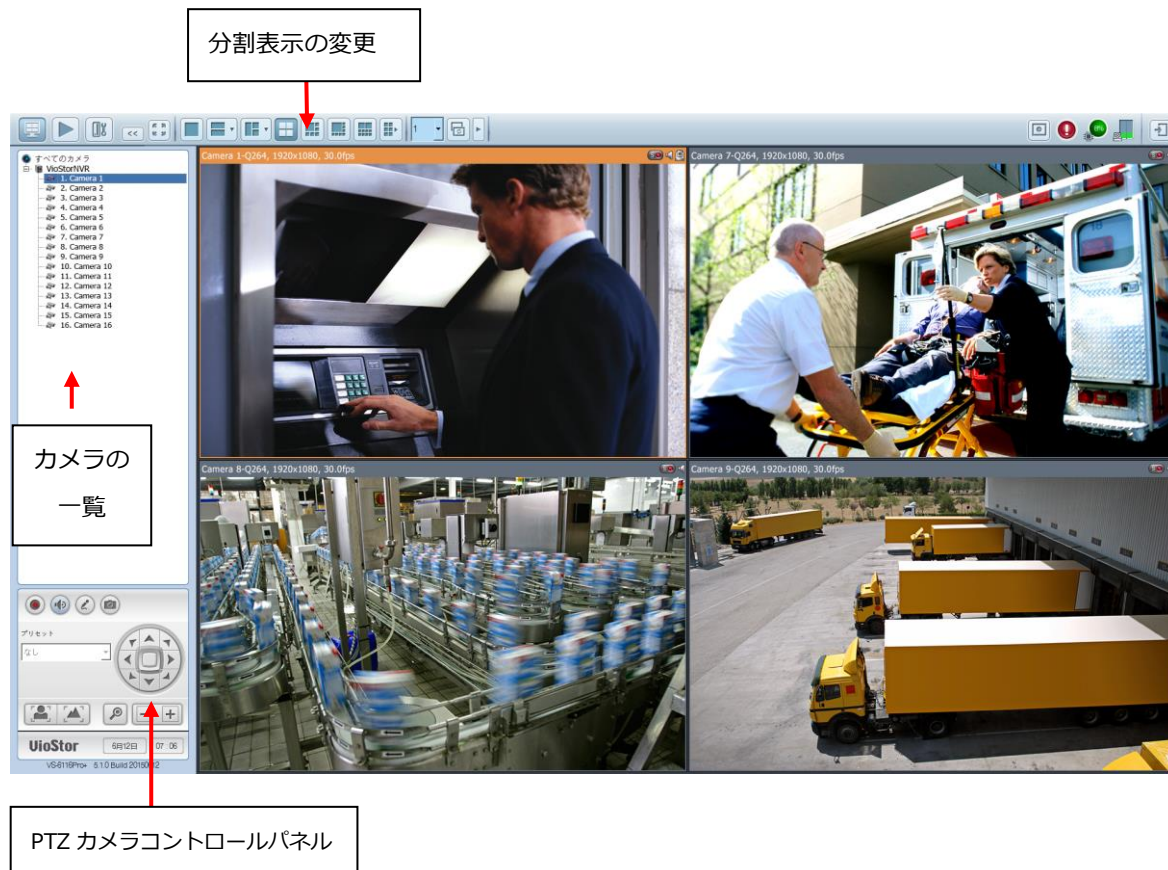 分割表示の変更
<<
1
すべてのカメラ
VioStorNVR
1. Camera 1
2. Camera 2
3. Camera 3
4. Camera 4
5. Camera 5
6. Camera 6
7. Camera 7
8. Camera 8
9. Camera 9
10. Camera 10
11. Camera 11
12. Camera 12
13. Camera 13
14. Camera 14
15. Camera 15
16. Camera 16
Camera 1-Q264, 1920x1080, 30.0fps
Camera 7-Q264, 1920x1080, 30.0fps
カメラの
一覧
Camera 8-Q264, 1920x1080, 30.0fps
Camera 9-Q264, 1920x1080, 30.0fps
プリセット
なし
VioStor
6月12日
07 : 06
5.1.0 Build
PTZ カメラコントロールパネル